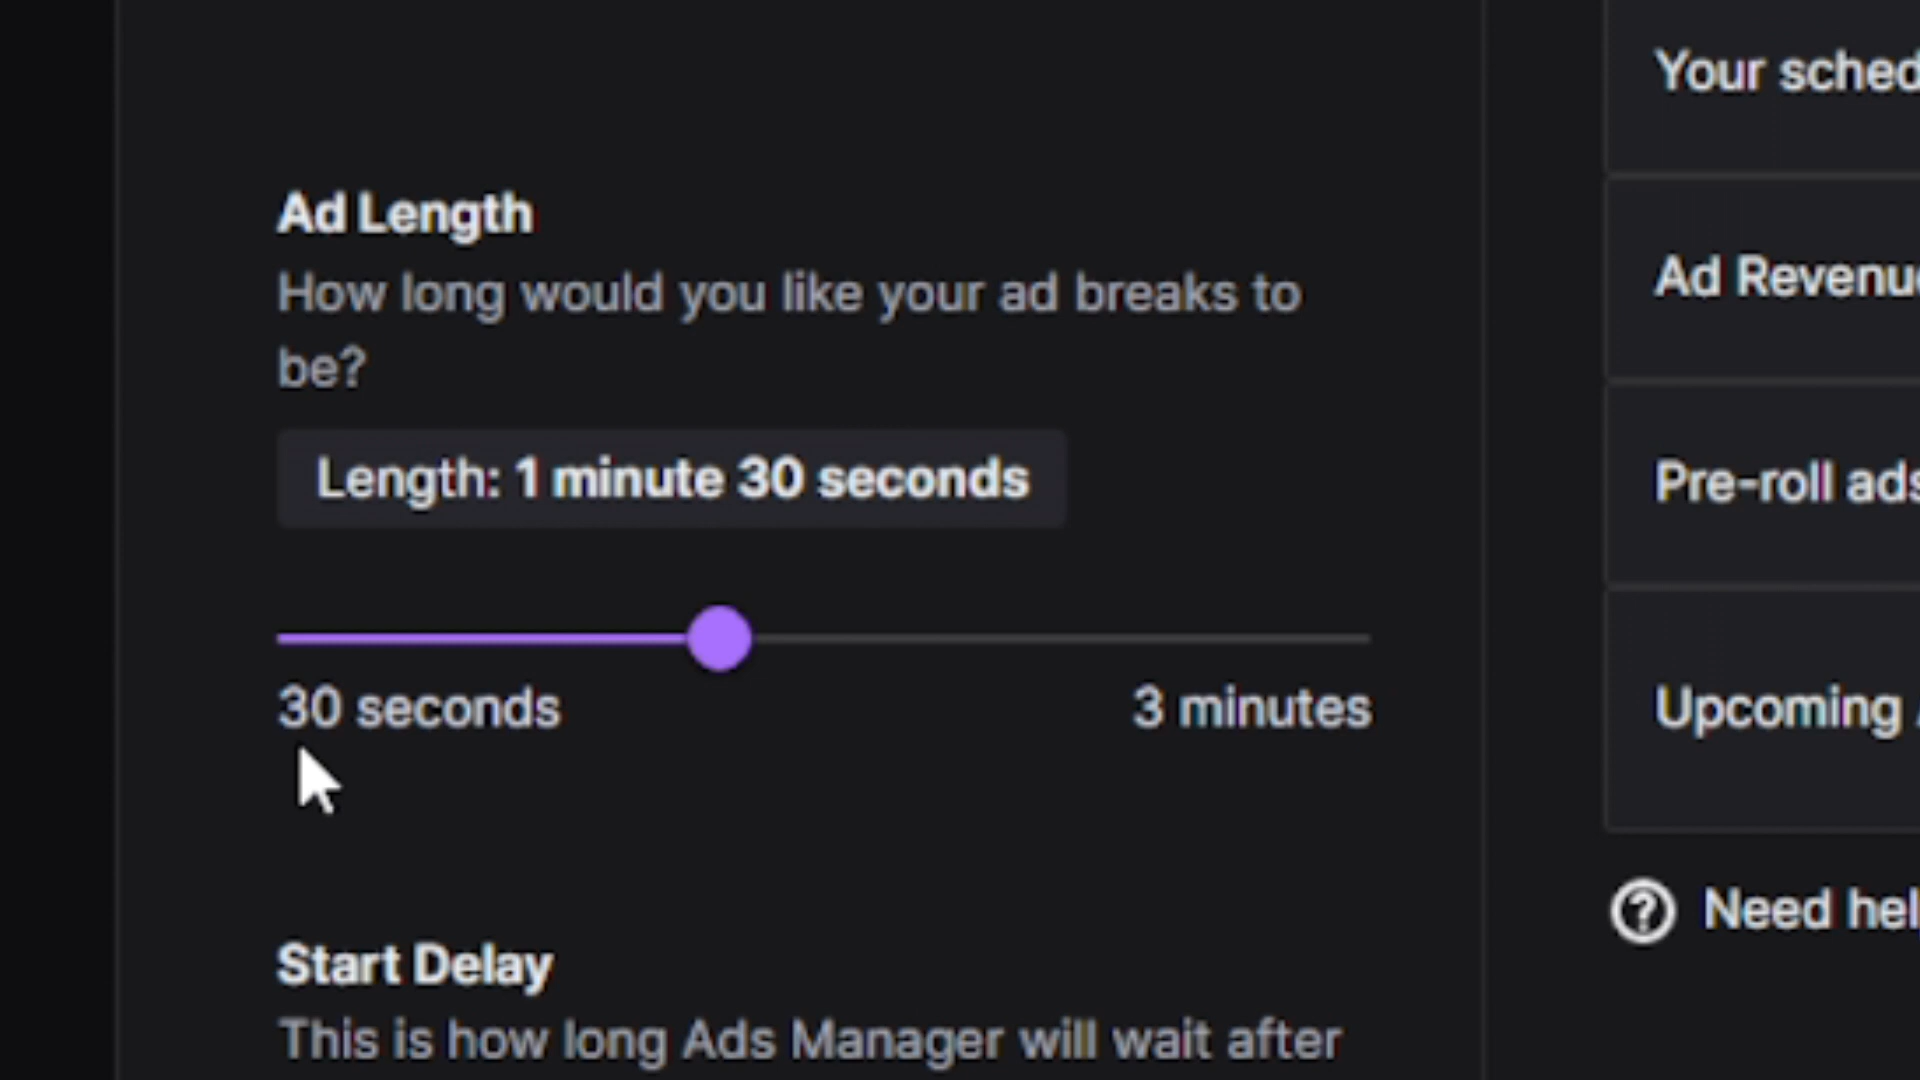 Ad Length
How long would you like your ad breaks to
be?
Length: 1 minute 30 seconds
30 seconds
3 minutes
Start Delay
This is how long Ads Manager will wait after
Your sched
Ad Revenue
Pre-roll ads
Upcoming
Need hel